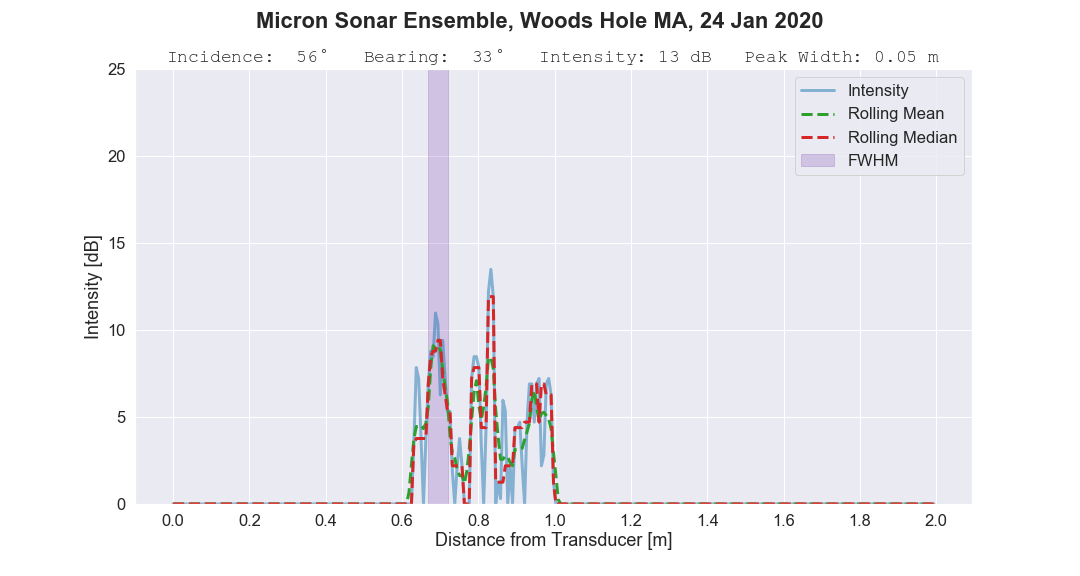 Micron Sonar Ensemble, Woods Hole MA, 24 Jan 2020
Incidence: 56° Bearing: 33° Intensity: 13 dB Peak Width: 0.05 m
25
20
15
10
5
0
Intensity [dB]
Intensity
Rolling Mean
Rolling Median
FWHM
0.0 0.2 0.4 0.6 0.8 1.0 1.2 1.4 1.6 1.8 2.0
Distance from Transducer [m]